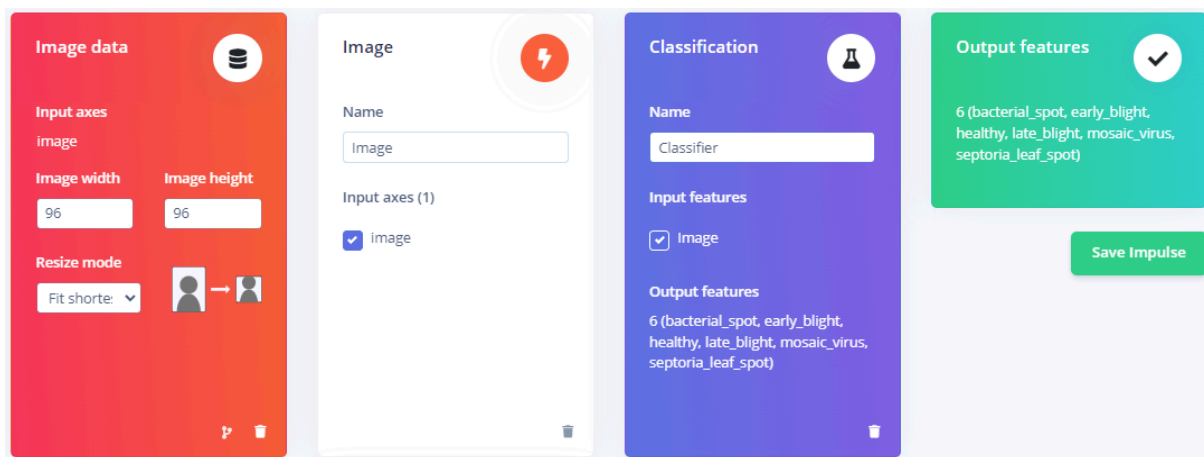 Image data
Input axes
image
Image width Image height
96 96
Resize mode
Fit shorte
Image
Name
Image
Input axes (1)
image
Classification
Name
Classifier
Input features
Image
Output features
6 (bacterial_spot, early_blight,
healthy, late_blight, mosaic_virus,
septoria_leaf_spot)
Output features
6 (bacterial_spot, early_blight,
healthy, late_blight, mosaic_virus,
septoria_leaf_spot)
Save Impulse